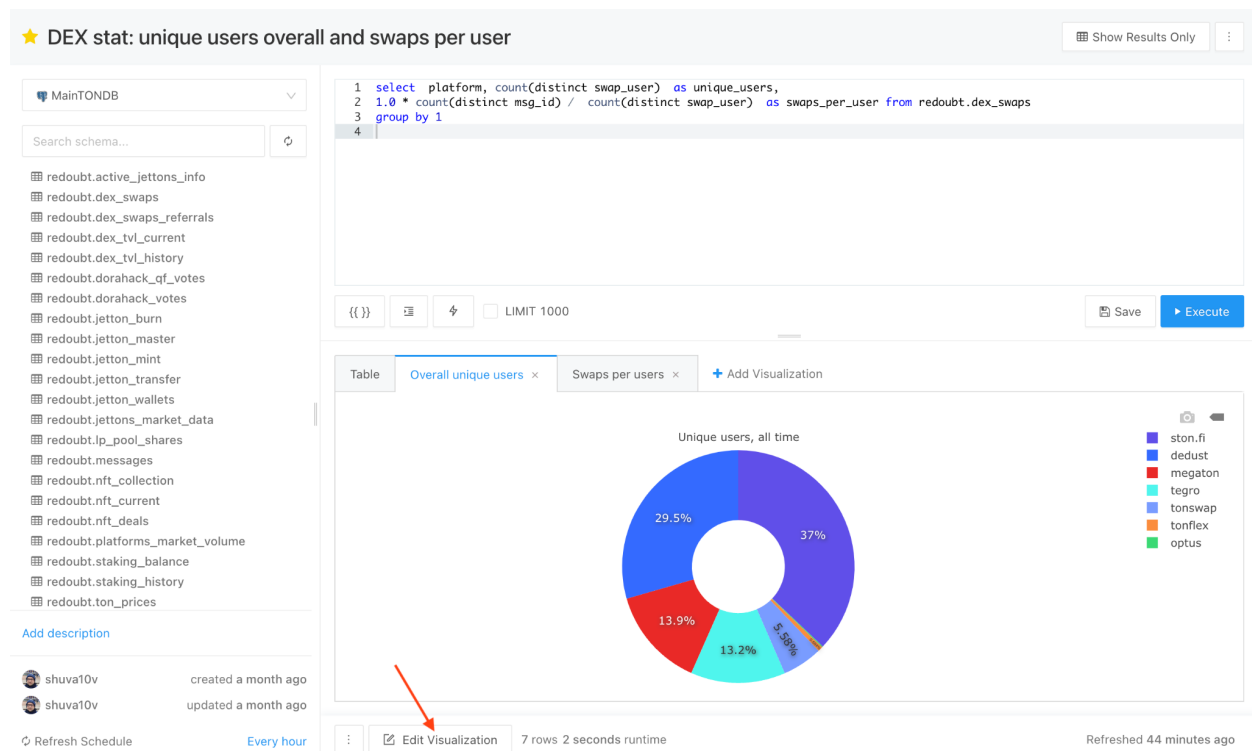 DEX stat: unique users overall and swaps per user
Show Results Only
MainTONDB
Search schema...
redoubt.active_jettons_info
redoubt.dex_swaps
redoubt.dex_swaps_referrals
redoubt.dex_tvl_current
redoubt.dex_tvl_history
redoubt.dorahack_qf_votes
redoubt.dorahack_votes
redoubt.jetton_burn
redoubt.jetton_master
redoubt.jetton_mint
redoubt.jetton_transfer
redoubt.jetton_wallets
redoubt.jettons_market_data
redoubt.lp_pool_shares
redoubt.messages
redoubt.nft_collection
redoubt.nft_current
redoubt.nft_deals
redoubt.platforms_market_volume
redoubt.staking_balance
redoubt.staking_history
redoubt.ton_prices
Add description
shuva10v created a month ago
shuva10v updated a month ago
Refresh Schedule Every hour
1 select platform, count(distinct swap_user) as unique_users,
2 1.0 * count(distinct msg_id) / count(distinct swap_user) as swaps_per_user from redoubt.dex_swaps
3 group by 1
4
{{ }} LIMIT 1000 Save Execute
Table Overall unique users × Swaps per users × + Add Visualization
Unique users, all time
ston.fi
dedust
megaton
tegro
tonswap
tonflex
optus
29.5%
37%
13.9%
13.2%
5.58%
Edit Visualization 7 rows 2 seconds runtime Refreshed 44 minutes ago